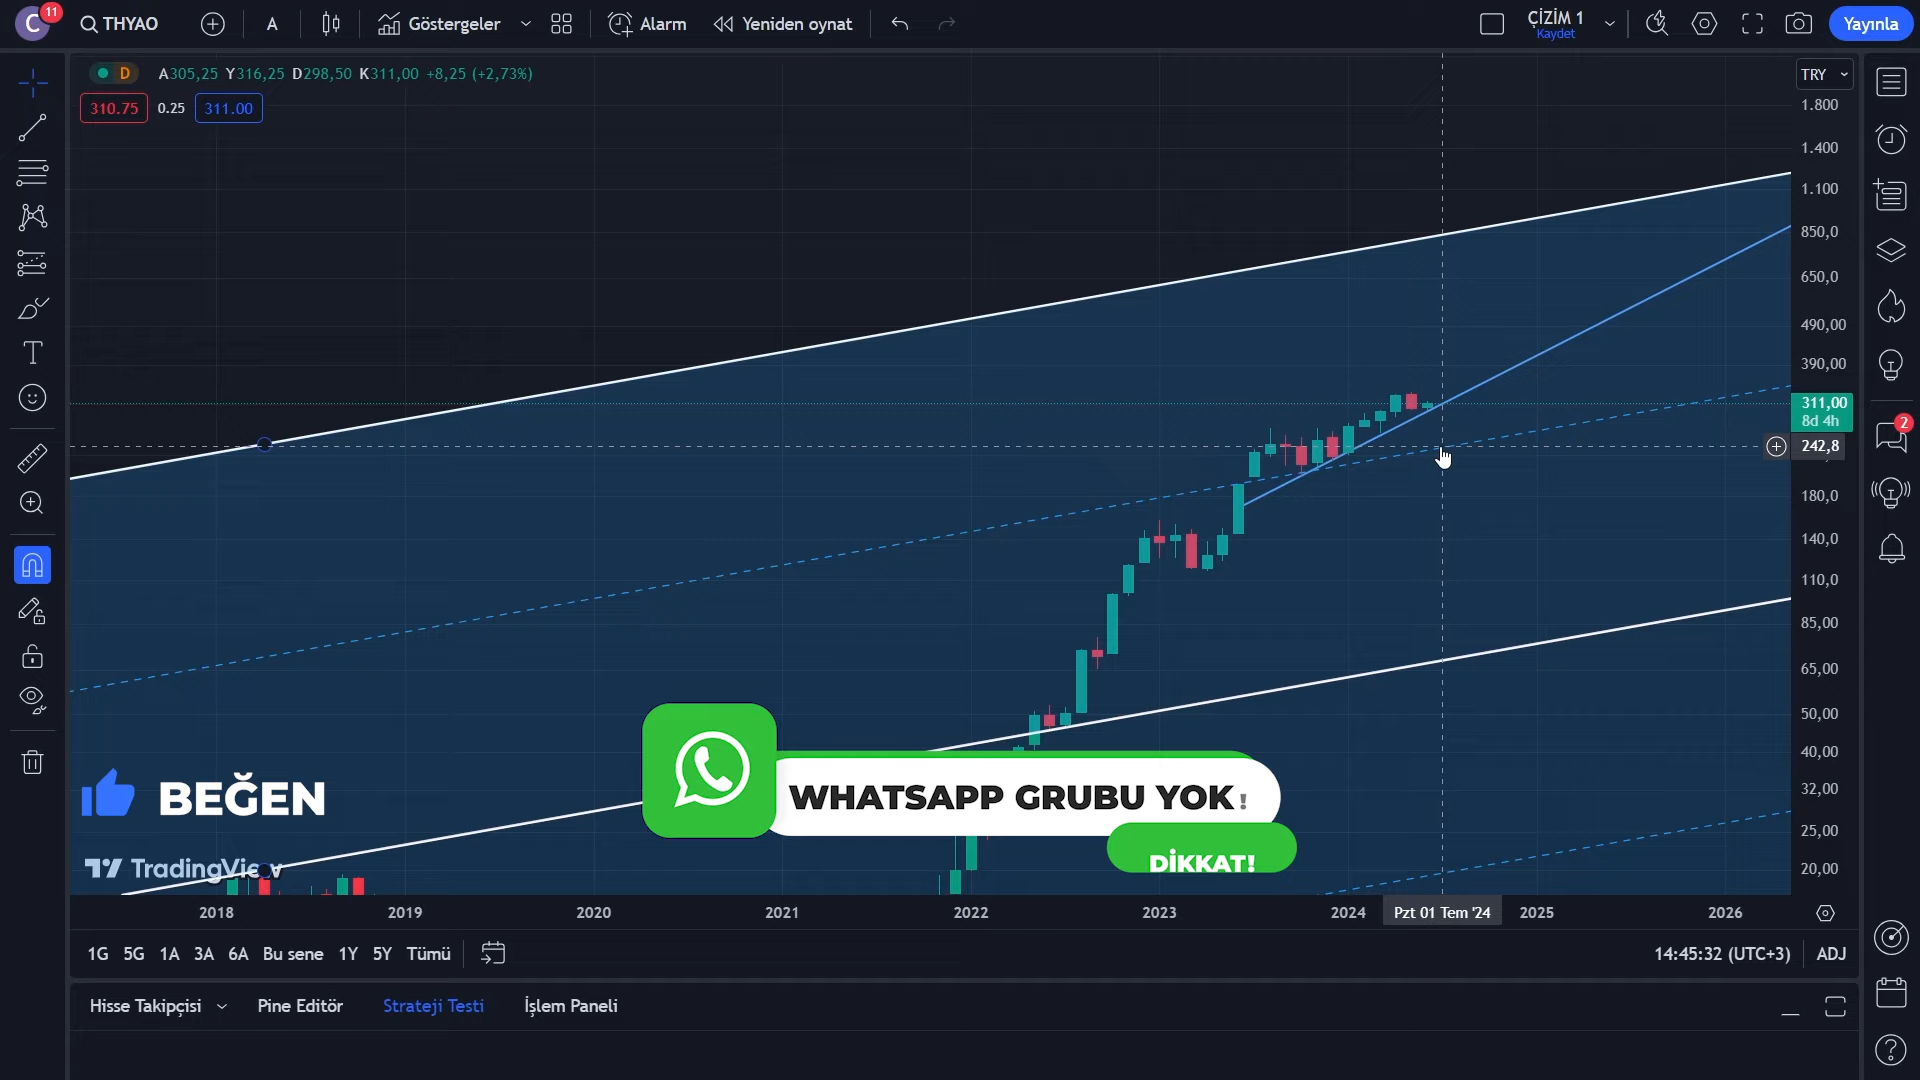 C 11 THYAO A Göstergeler Alarm Yeniden oynat ÇİZİM 1 Kaydet Yayınla
D A305,25 Y316,25 D298,50 K311,00 +8,25 (+2,73%) TRY
310.75 0.25 311.00
1.800
1.400
1.100
850,0
650,0
490,00
390,00
311,00
8d 4h
2
242,8
180,0
140,0
110,0
85,00
65,00
50,00
40,00
32,00
25,00
20,00
BEĞEN
WHATSAPP GRUBU YOK !
DİKKAT!
TradingView
2018 2019 2020 2021 2022 2023 2024 Pzt 01 Tem '24 2025 2026
1G 5G 1A 3A 6A Bu sene 1Y 5Y Tümü 14:45:32 (UTC+3) ADJ
Hisse Takipçisi Pine Editör Strateji Testi İşlem Paneli